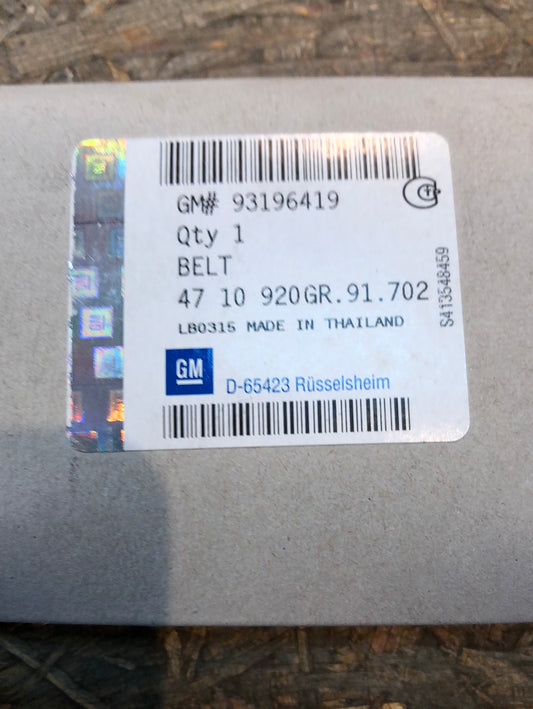 GM# 93196419
Qty 1
BELT
47 10 920GR.91.702
LB0315 MADE IN THAILAND
S413548459
GM
D-65423 Rüsselsheim